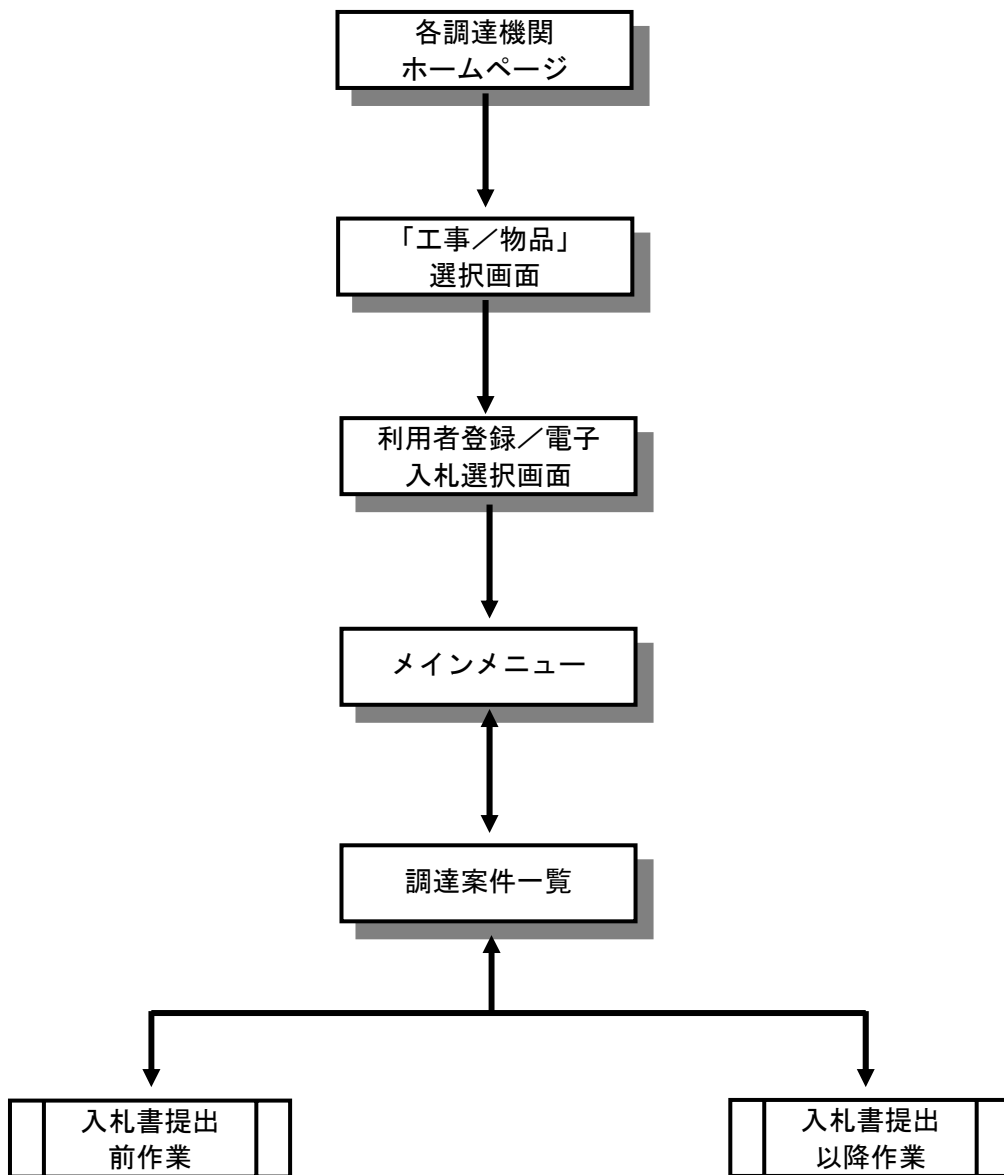 各調達機関
ホームページ
「工事／物品」
選択画面
利用者登録／電子
入札選択画面
メインメニュー
調達案件一覧
入札書提出
前作業
入札書提出
以降作業